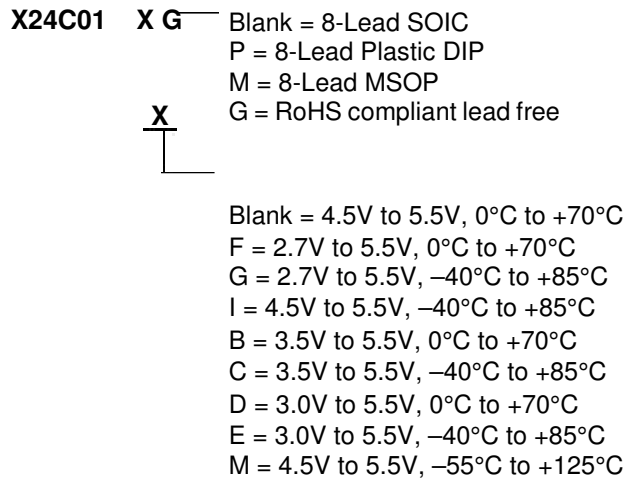 X24C01 X G Blank = 8-Lead SOIC
P = 8-Lead Plastic DIP
M = 8-Lead MSOP
X G = RoHS compliant lead free
Blank = 4.5V to 5.5V, 0°C to +70°C
F = 2.7V to 5.5V, 0°C to +70°C
G = 2.7V to 5.5V, –40°C to +85°C
I = 4.5V to 5.5V, –40°C to +85°C
B = 3.5V to 5.5V, 0°C to +70°C
C = 3.5V to 5.5V, –40°C to +85°C
D = 3.0V to 5.5V, 0°C to +70°C
E = 3.0V to 5.5V, –40°C to +85°C
M = 4.5V to 5.5V, –55°C to +125°C